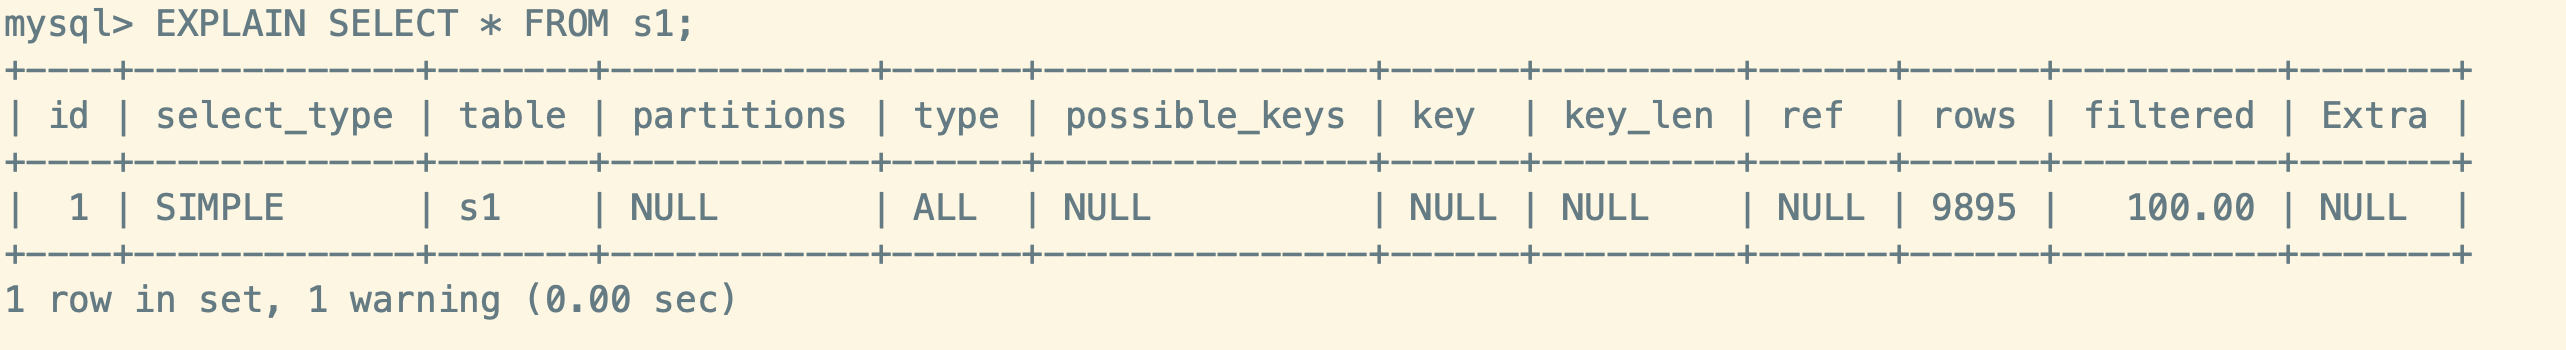 mysql> EXPLAIN SELECT * FROM s1;
+----+-------------+-------+------------+------+---------------+------+---------+------+------+----------+-------+
| id | select_type | table | partitions | type | possible_keys | key  | key_len | ref  | rows | filtered | Extra |
+----+-------------+-------+------------+------+---------------+------+---------+------+------+----------+-------+
|  1 | SIMPLE      | s1    | NULL       | ALL  | NULL          | NULL | NULL    | NULL | 9895 |   100.00 | NULL  |
+----+-------------+-------+------------+------+---------------+------+---------+------+------+----------+-------+
1 row in set, 1 warning (0.00 sec)